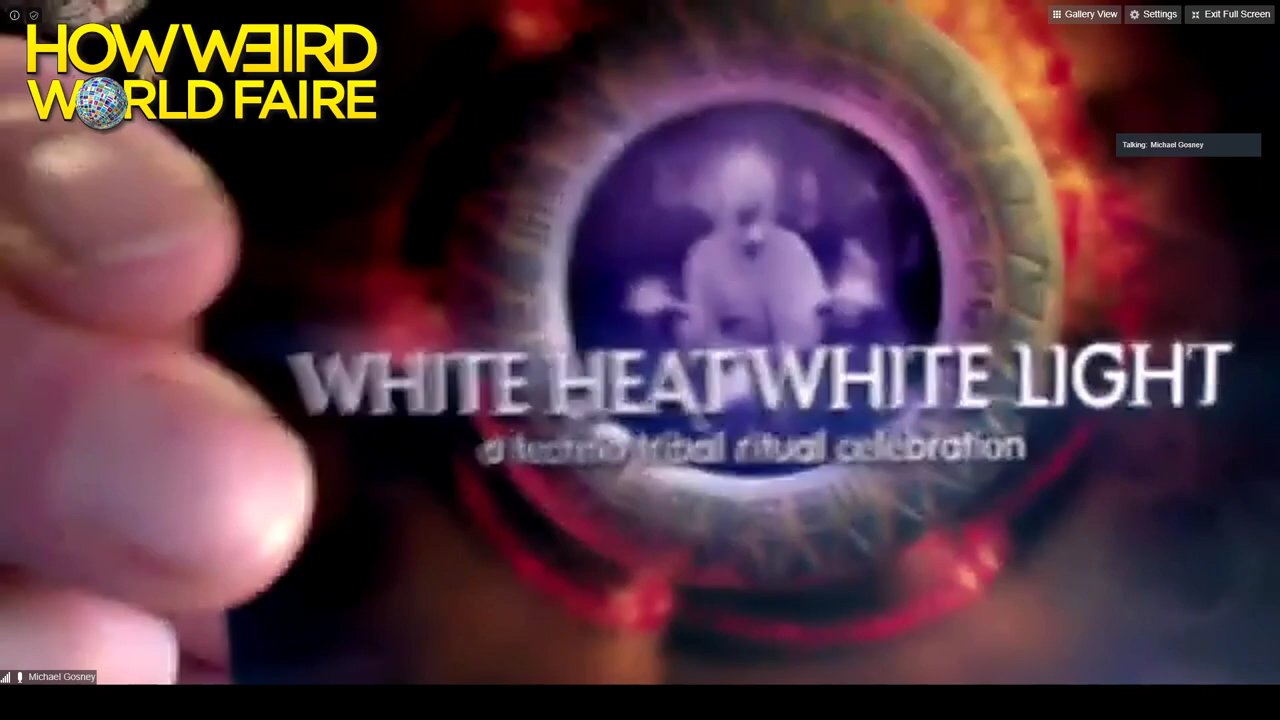 Gallery View Settings Exit Full Screen
HOW WEIRD
WORLD FAIRE
Talking: Michael Gosney
WHITE HEAT WHITE LIGHT
a techno tribal ritual celebration
Michael Gosney